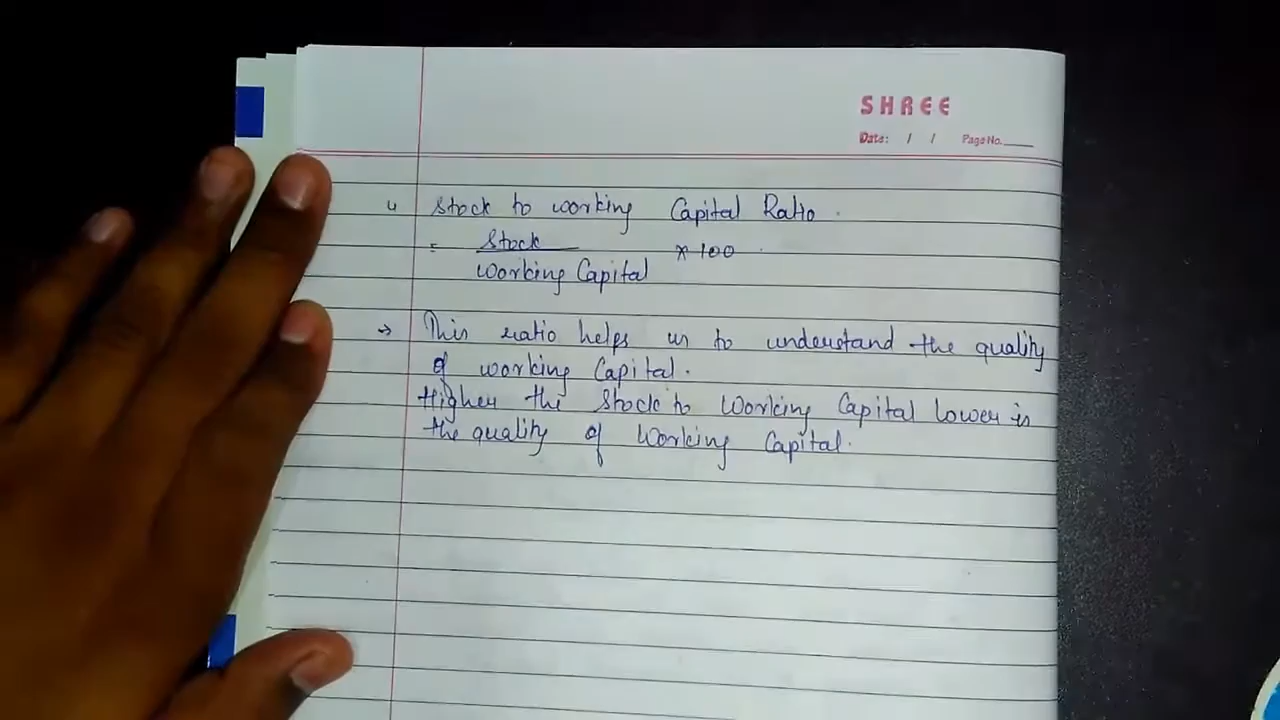 SHREE
Date: / / Page No.
4 Stock to working Capital Ratio.
= Stock × 100.
Working Capital
→ This ratio helps us to understand the quality
of working Capital.
Higher the Stock to Working Capital lower is
the quality of Working Capital.